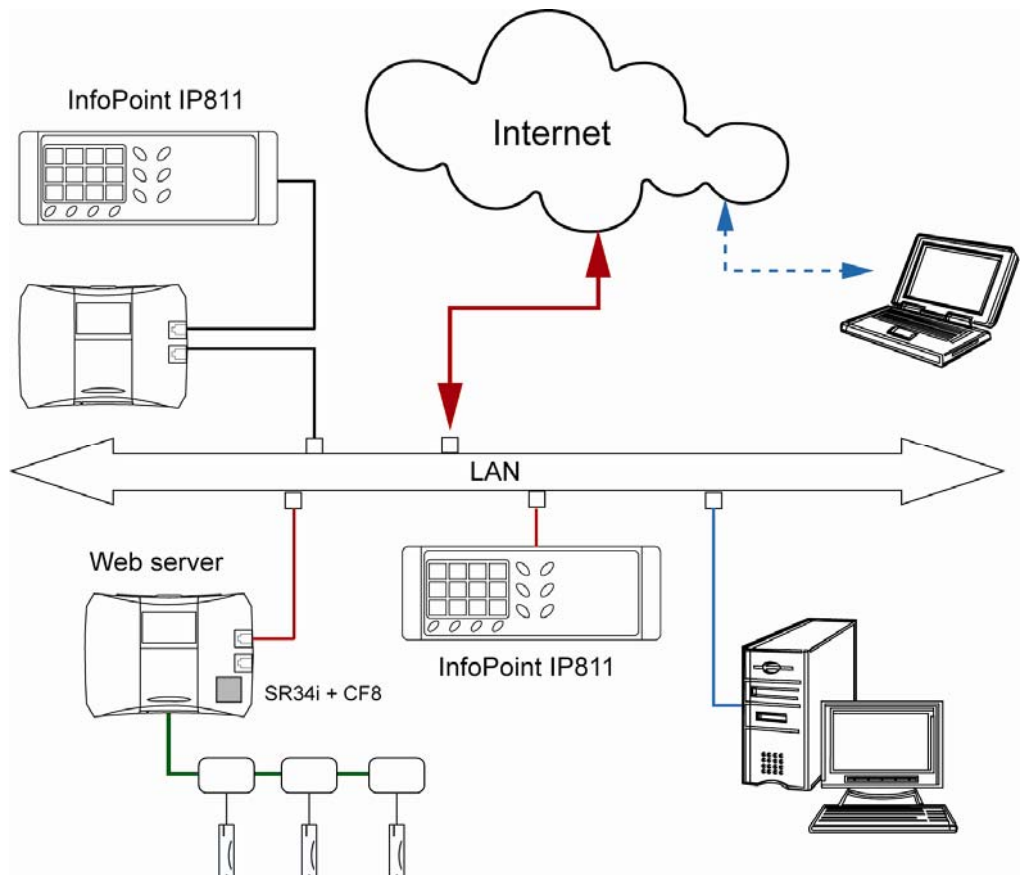 InfoPoint IP811
Internet
LAN
Web server
SR34i + CF8
InfoPoint IP811